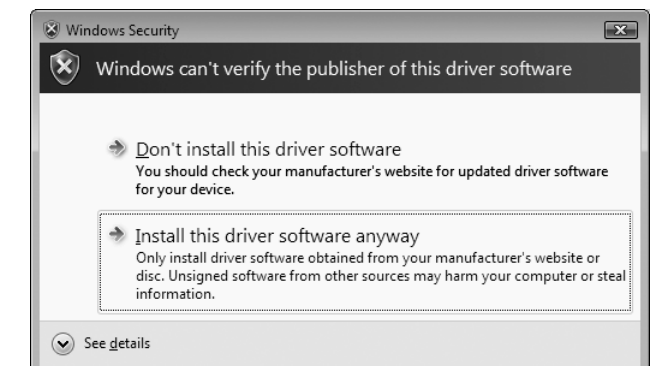 Windows Security
Windows can't verify the publisher of this driver software
Don't install this driver software
You should check your manufacturer's website for updated driver software
for your device.
Install this driver software anyway
Only install driver software obtained from your manufacturer's website or
disc. Unsigned software from other sources may harm your computer or steal
information.
See details